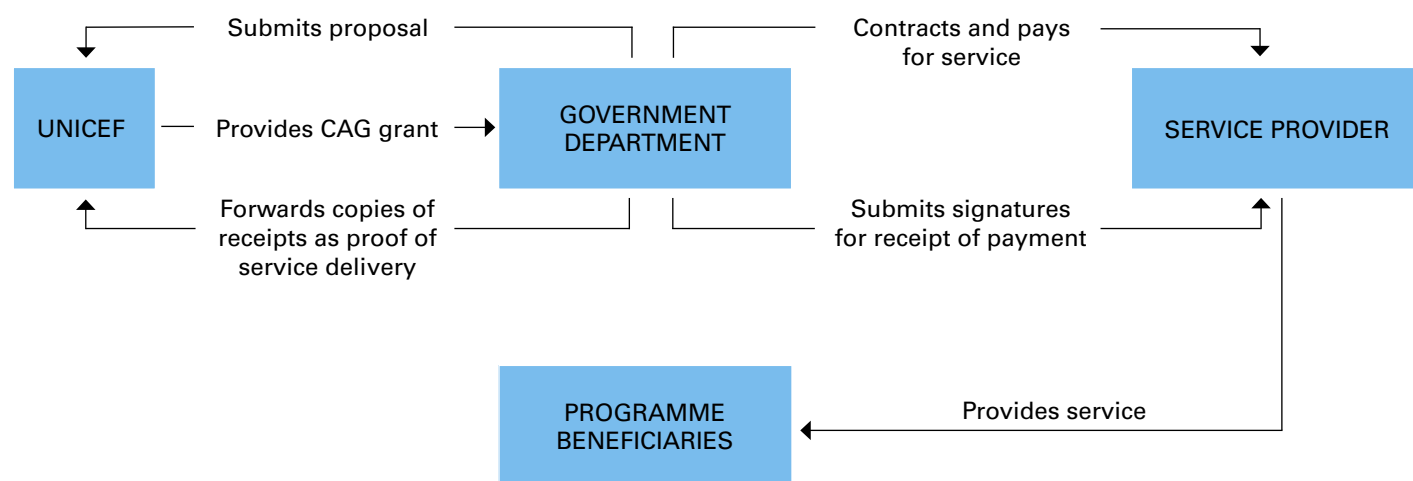 Submits proposal
Contracts and pays
for service
UNICEF
Provides CAG grant
GOVERNMENT
DEPARTMENT
SERVICE PROVIDER
Forwards copies of
receipts as proof of
service delivery
Submits signatures
for receipt of payment
PROGRAMME
BENEFICIARIES
Provides service